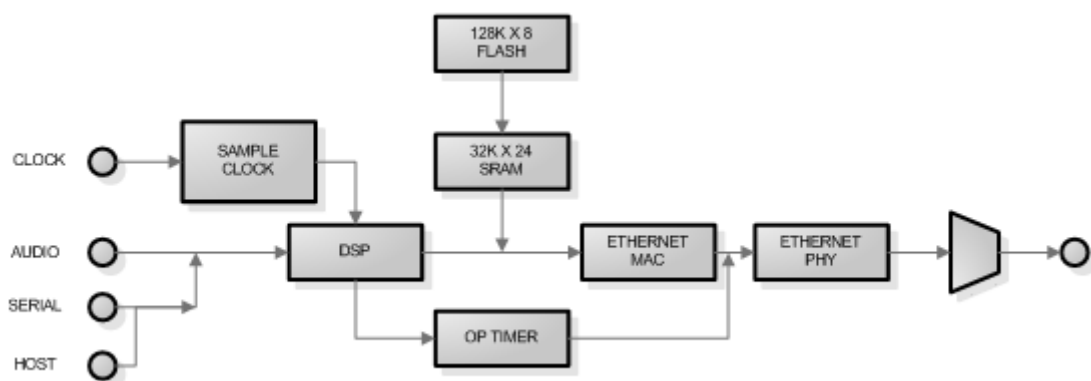 128K X 8
FLASH
CLOCK
SAMPLE
CLOCK
32K X 24
SRAM
AUDIO
DSP
ETHERNET
MAC
ETHERNET
PHY
SERIAL
OP TIMER
HOST